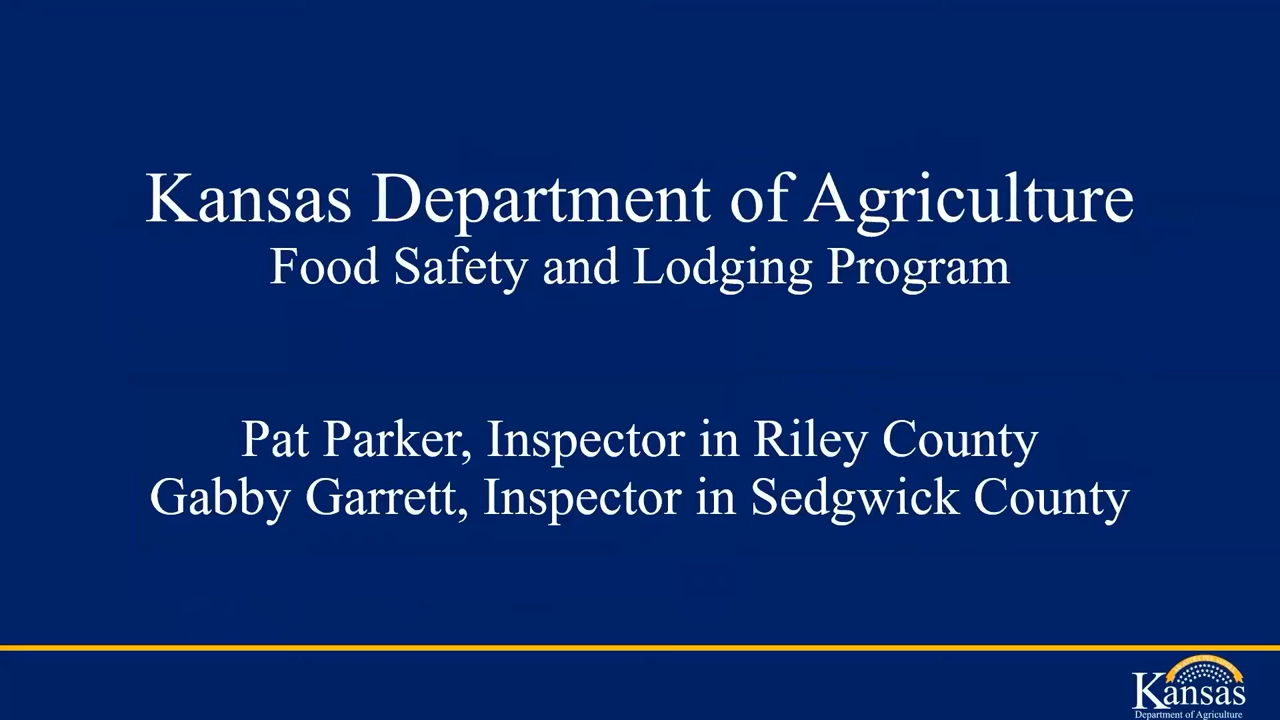 Kansas Department of Agriculture
Food Safety and Lodging Program
Pat Parker, Inspector in Riley County
Gabby Garrett, Inspector in Sedgwick County
Kansas
Department of Agriculture